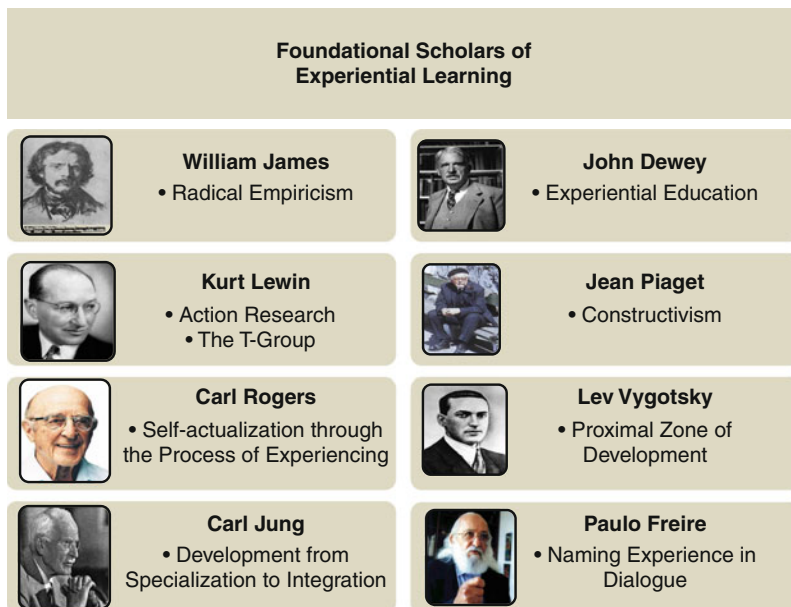 Foundational Scholars of
Experiential Learning
William James
• Radical Empiricism
John Dewey
• Experiential Education
Kurt Lewin
• Action Research
• The T-Group
Jean Piaget
• Constructivism
Carl Rogers
• Self-actualization through
the Process of Experiencing
Lev Vygotsky
• Proximal Zone of
Development
Carl Jung
• Development from
Specialization to Integration
Paulo Freire
• Naming Experience in
Dialogue